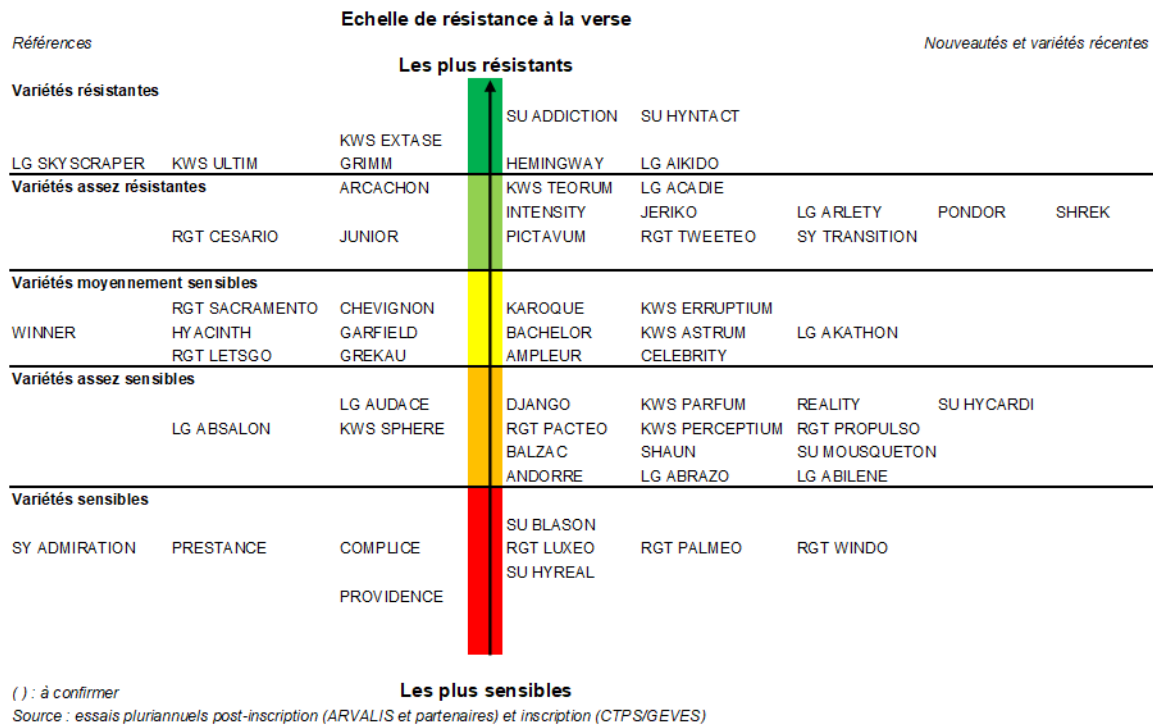 Echelle de résistance à la verse
Références Nouveautés et variétés récentes
Les plus résistants
Variétés résistantes
SU ADDICTION SU HYNTACT
KWS EXTASE
LG SKYSCRAPER KWS ULTIM GRIMM HEMINGWAY LG AIKIDO
Variétés assez résistantes ARCACHON KWS TEORUM LG ACADIE
INTENSITY JERIKO LG ARLETY PONDOR SHREK
RGT CESARIO JUNIOR PICTAVUM RGT TWEETEO SY TRANSITION
Variétés moyennement sensibles
RGT SACRAMENTO CHEVIGNON KAROQUE KWS ERRUPTIUM
WINNER HYACINTH GARFIELD BACHELOR KWS ASTRUM LG AKATHON
RGT LETSGO GREKAU AMPLEUR CELEBRITY
Variétés assez sensibles
LG AUDACE DJANGO KWS PARFUM REALITY SU HYCARDI
LG ABSALON KWS SPHERE RGT PACTEO KWS PERCEPTIUM RGT PROPULSO
BALZAC SHAUN SU MOUSQUETON
ANDORRE LG ABRAZO LG ABILENE
Variétés sensibles
SU BLASON
SY ADMIRATION PRESTANCE COMPLICE RGT LUXEO RGT PALMEO RGT WINDO
SU HYREAL
PROVIDENCE
( ) : à confirmer Les plus sensibles
Source : essais pluriannuels post-inscription (ARVALIS et partenaires) et inscription (CTPS/GEVES)